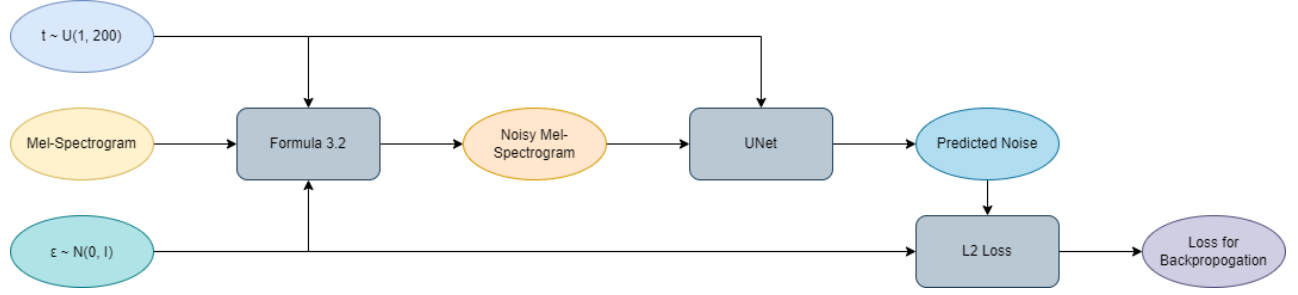 t ~ U(1, 200)
Mel-Spectrogram
Formula 3.2
Noisy Mel-
Spectrogram
UNet
Predicted Noise
ε ~ N(0, I)
L2 Loss
Loss for
Backpropogation